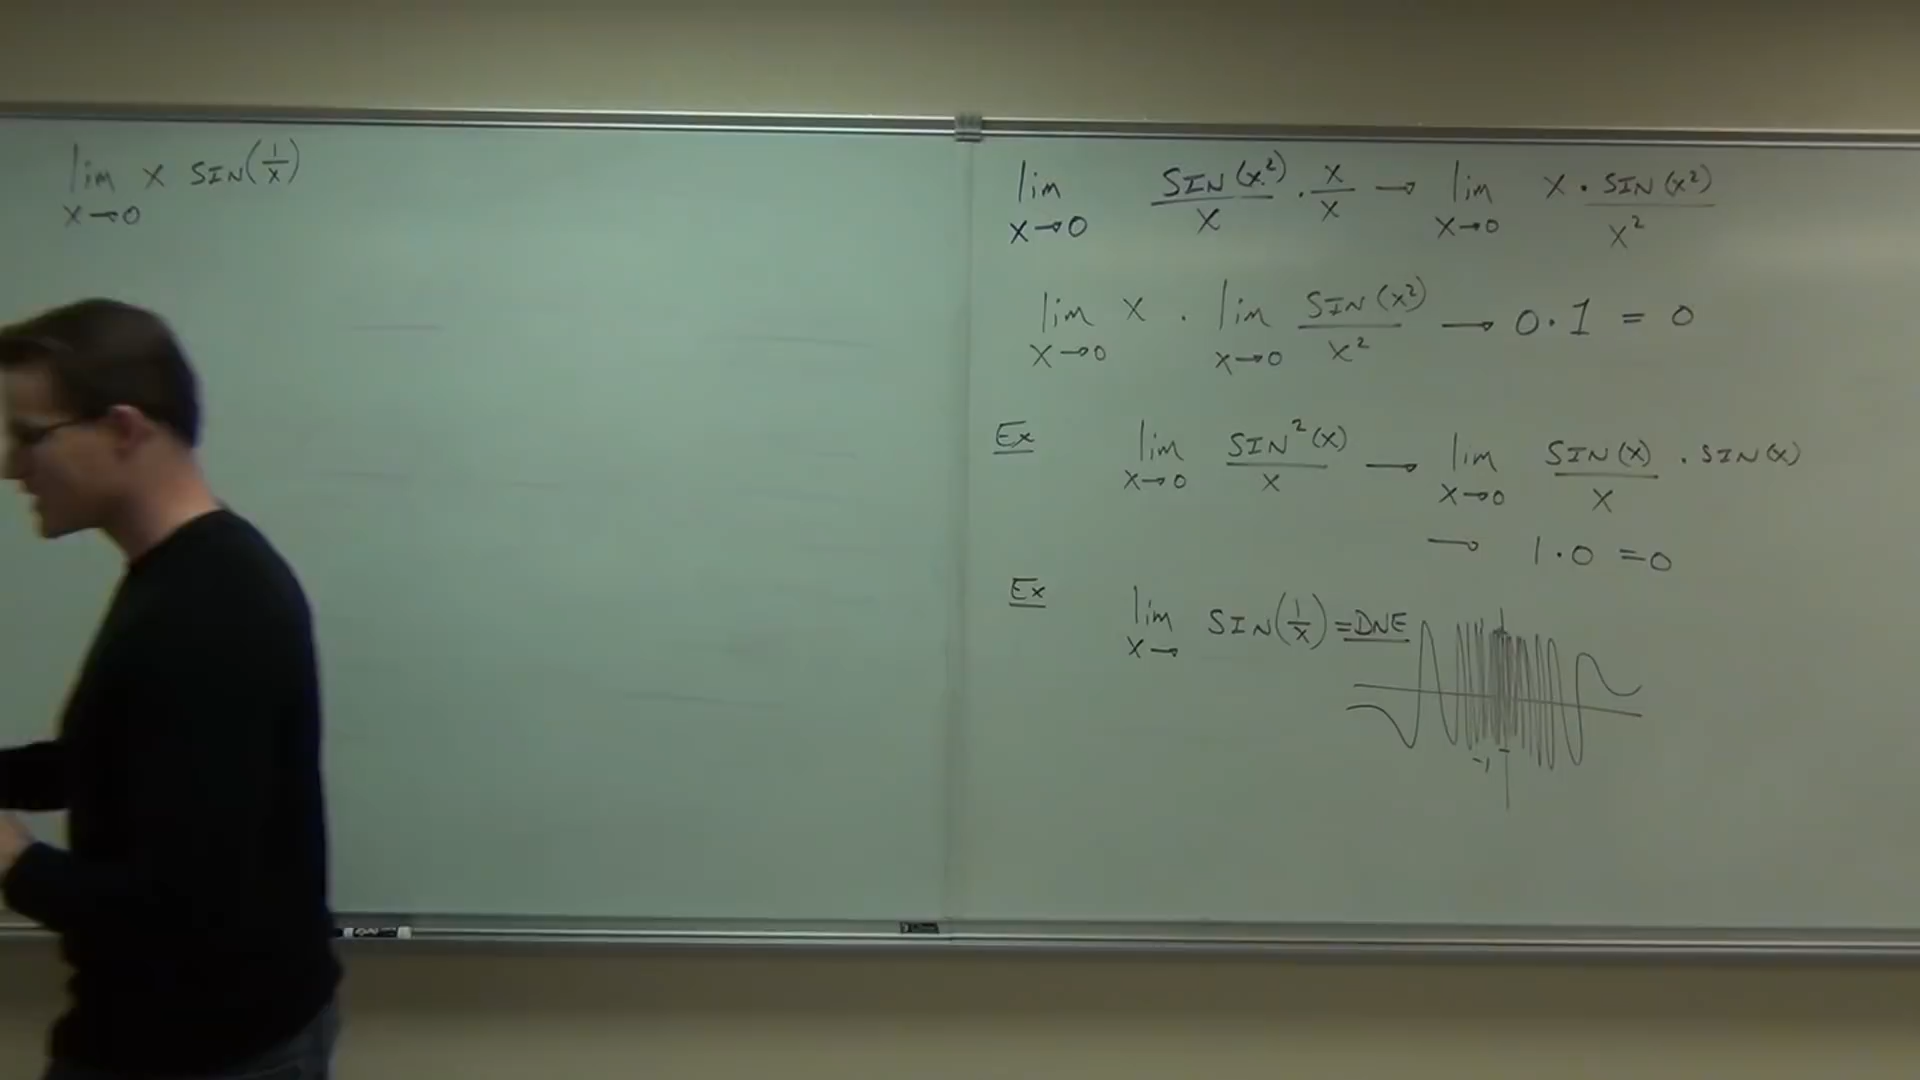 lim x SIN(1/x)
x→0
lim SIN(x²)/x · x/x → lim x · SIN(x²)/x²
x→0 x→0
lim x · lim SIN(x²)/x² → 0·1 = 0
x→0 x→0
Ex lim SIN²(x)/x → lim SIN(x)/x · SIN(x)
x→0 x→0
→ 1·0 = 0
Ex lim SIN(1/x) = DNE
x→
-1